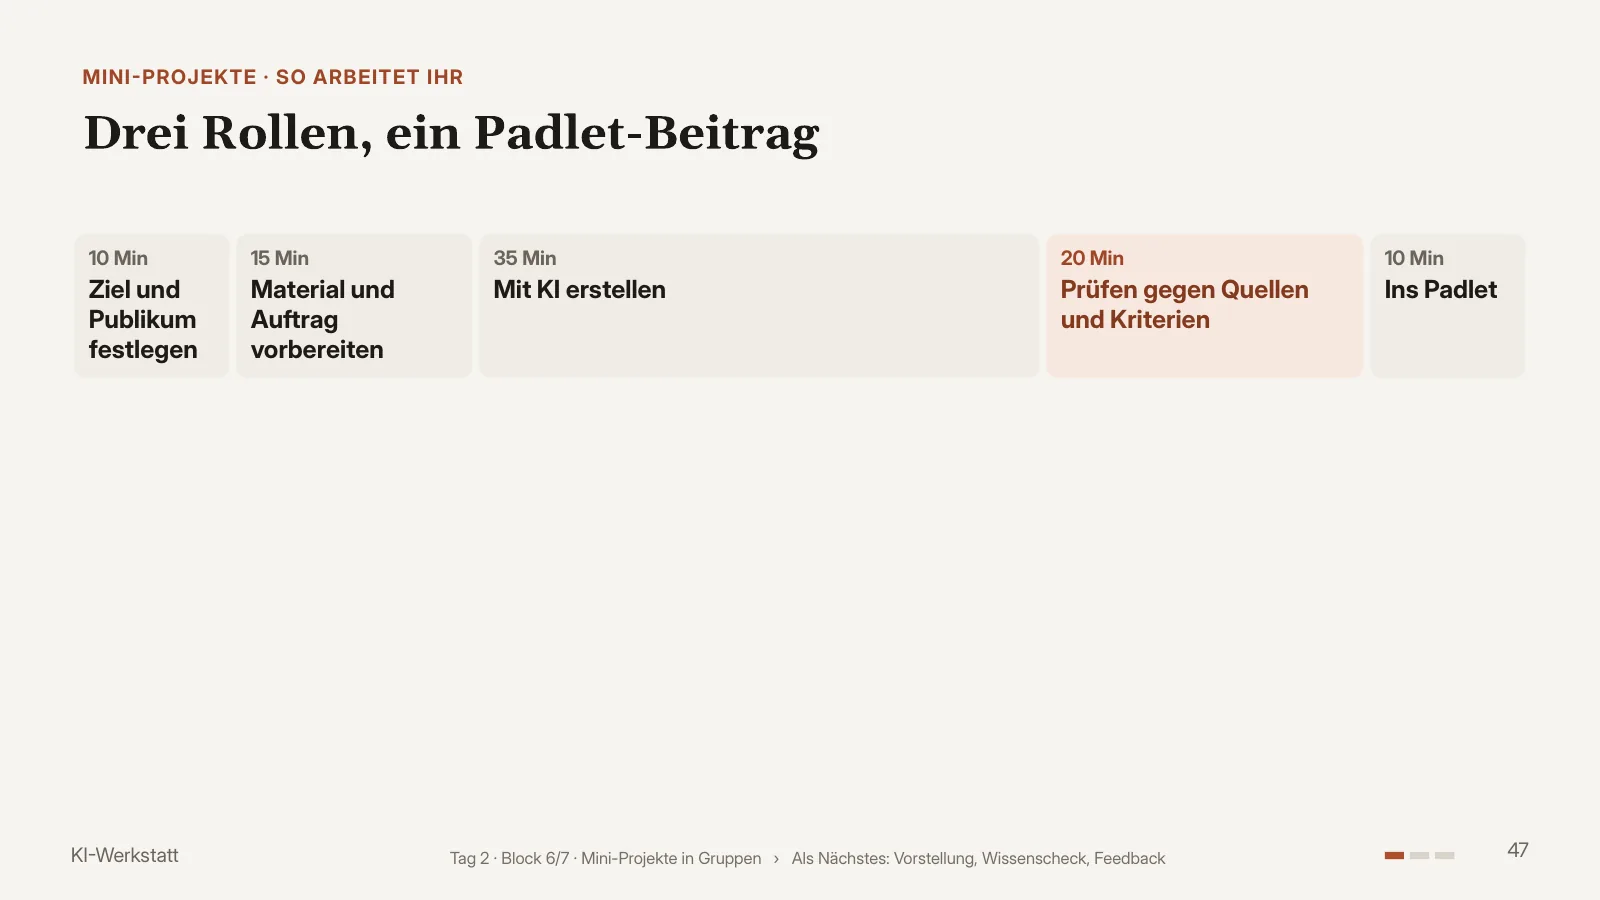 MINI-PROJEKTE · SO ARBEITET IHR
Drei Rollen, ein Padlet-Beitrag
10 Min
Ziel und
Publikum
festlegen
15 Min
Material und
Auftrag
vorbereiten
35 Min
Mit KI erstellen
20 Min
Prüfen gegen Quellen
und Kriterien
10 Min
Ins Padlet
KI-Werkstatt
Tag 2 · Block 6/7 · Mini-Projekte in Gruppen › Als Nächstes: Vorstellung, Wissenscheck, Feedback
47